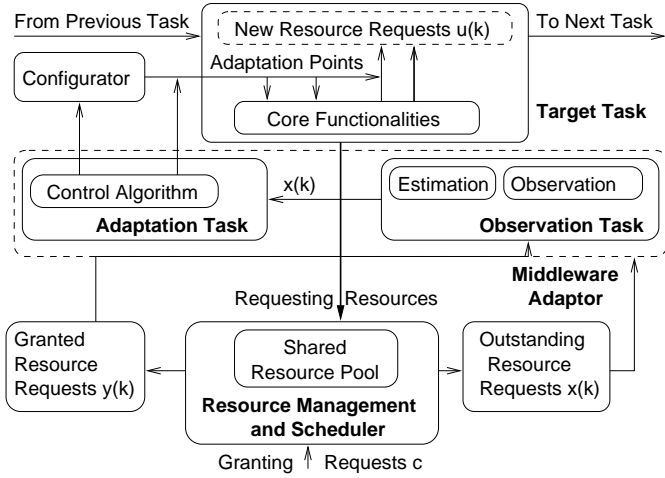 From Previous Task
To Next Task
New Resource Requests u(k)
Configurator
Adaptation Points
Core Functionalities
Target Task
Control Algorithm
Adaptation Task
x(k)
Estimation
Observation
Observation Task
Middleware
Adaptor
Requesting Resources
Granted
Resource
Requests y(k)
Shared
Resource Pool
Resource Management
and Scheduler
Outstanding
Resource
Requests x(k)
Granting Requests c